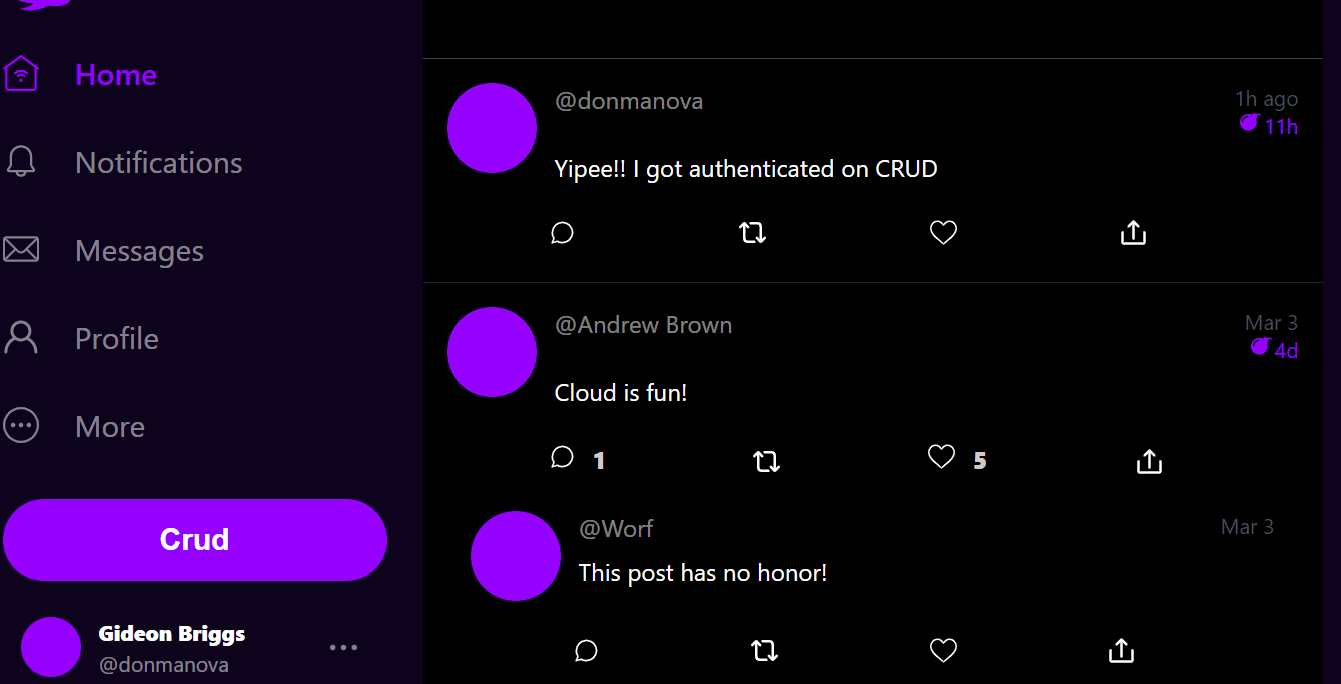 Home
Notifications
Messages
Profile
More
Crud
Gideon Briggs
@donmanova
@donmanova
1h ago
11h
Yipee!! I got authenticated on CRUD
@Andrew Brown
Mar 3
4d
Cloud is fun!
1
5
@Worf
Mar 3
This post has no honor!